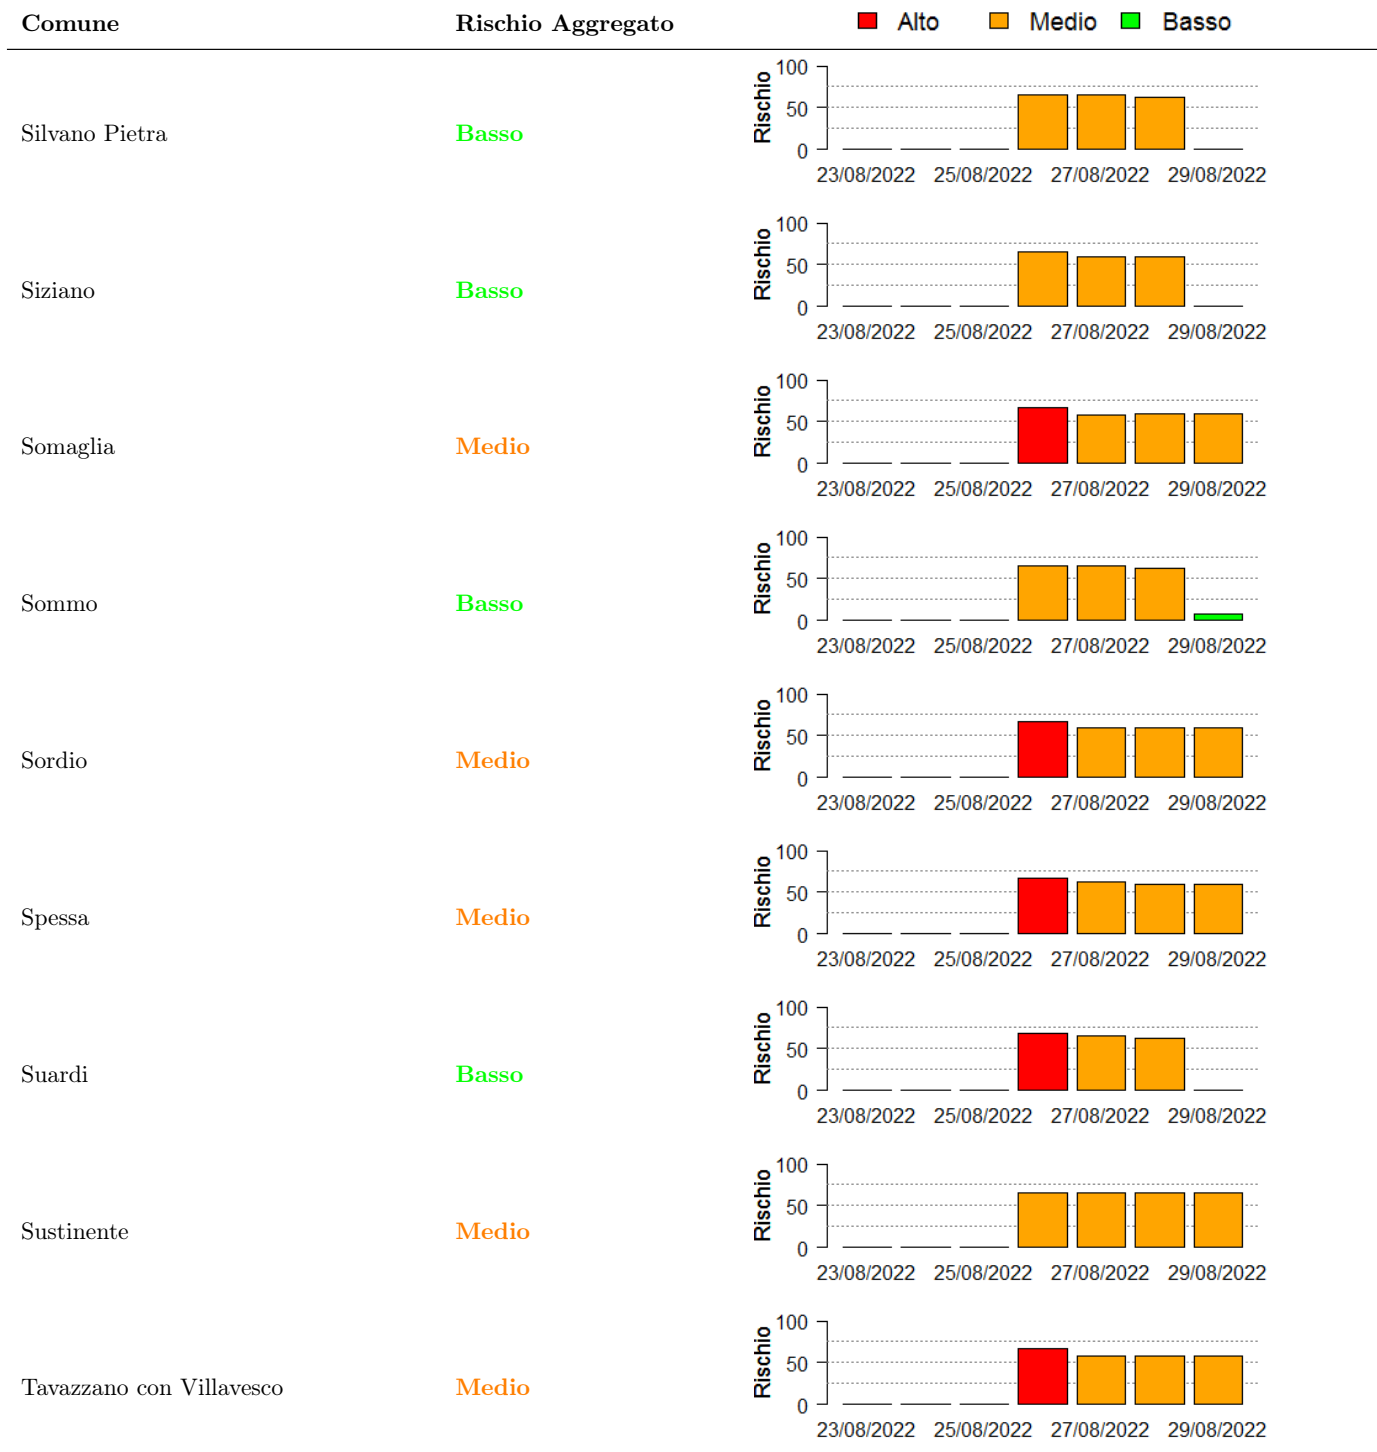 Comune Rischio Aggregato Alto Medio Basso
Silvano Pietra Basso
Rischio
100
50
0
23/08/2022 25/08/2022 27/08/2022 29/08/2022
Siziano Basso
Rischio
100
50
0
23/08/2022 25/08/2022 27/08/2022 29/08/2022
Somaglia Medio
Rischio
100
50
0
23/08/2022 25/08/2022 27/08/2022 29/08/2022
Sommo Basso
Rischio
100
50
0
23/08/2022 25/08/2022 27/08/2022 29/08/2022
Sordio Medio
Rischio
100
50
0
23/08/2022 25/08/2022 27/08/2022 29/08/2022
Spessa Medio
Rischio
100
50
0
23/08/2022 25/08/2022 27/08/2022 29/08/2022
Suardi Basso
Rischio
100
50
0
23/08/2022 25/08/2022 27/08/2022 29/08/2022
Sustinente Medio
Rischio
100
50
0
23/08/2022 25/08/2022 27/08/2022 29/08/2022
Tavazzano con Villavesco Medio
Rischio
100
50
0
23/08/2022 25/08/2022 27/08/2022 29/08/2022